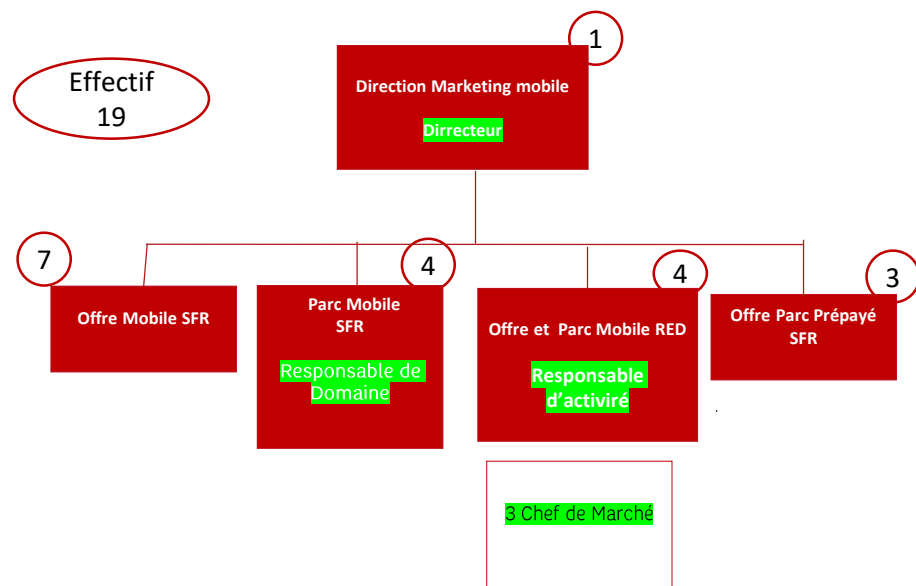 1
Effectif
19
Direction Marketing mobile
Dirrecteur
7
4
4
3
Offre Mobile SFR
Parc Mobile
SFR
Responsable de
Domaine
Offre et Parc Mobile RED
Responsable
d’activiré
Offre Parc Prépayé
SFR
.
3 Chef de Marché